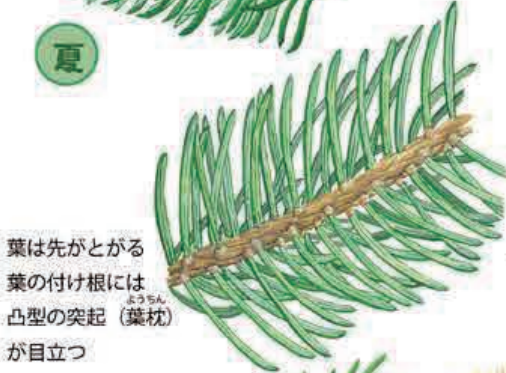 夏
葉は先がとがる
葉の付け根には
ようちん
凸型の突起（葉枕）
が目立つ